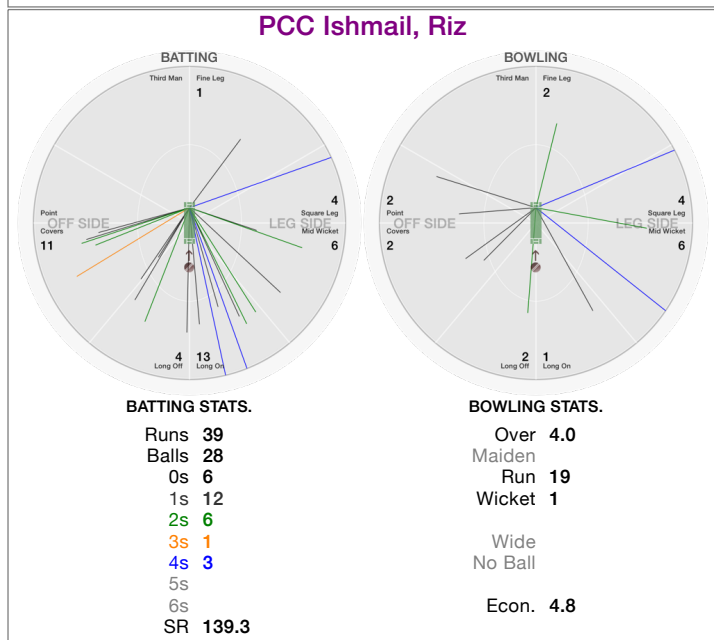 PCC Ishmail, Riz
BATTING
Third Man Fine Leg
1
4
Point Square Leg
OFF SIDE LEG SIDE
Covers Mid Wicket
11 6
4 13
Long Off Long On
BOWLING
Third Man Fine Leg
2
2 4
Point Square Leg
OFF SIDE LEG SIDE
Covers Mid Wicket
2 6
2 1
Long Off Long On
BATTING STATS.
Runs 39
Balls 28
0s 6
1s 12
2s 6
3s 1
4s 3
5s
6s
SR 139.3
BOWLING STATS.
Over 4.0
Maiden
Run 19
Wicket 1
Wide
No Ball
Econ. 4.8